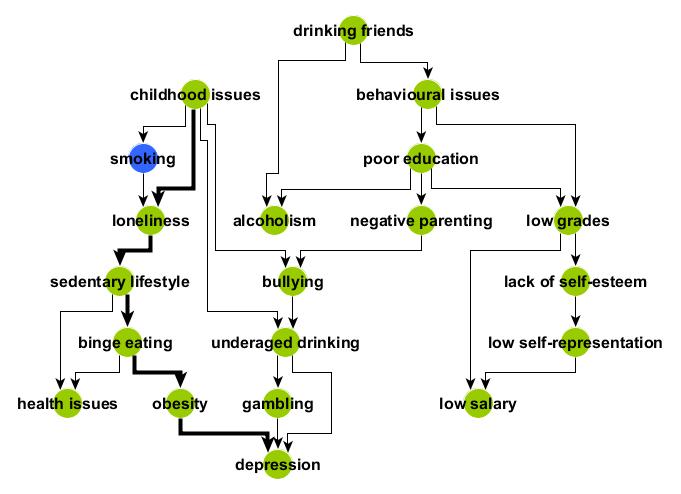 drinking friends
childhood issues
behavioural issues
smoking
poor education
loneliness
alcoholism
negative parenting
low grades
sedentary lifestyle
bullying
lack of self-esteem
binge eating
underaged drinking
low self-representation
health issues
obesity
gambling
low salary
depression